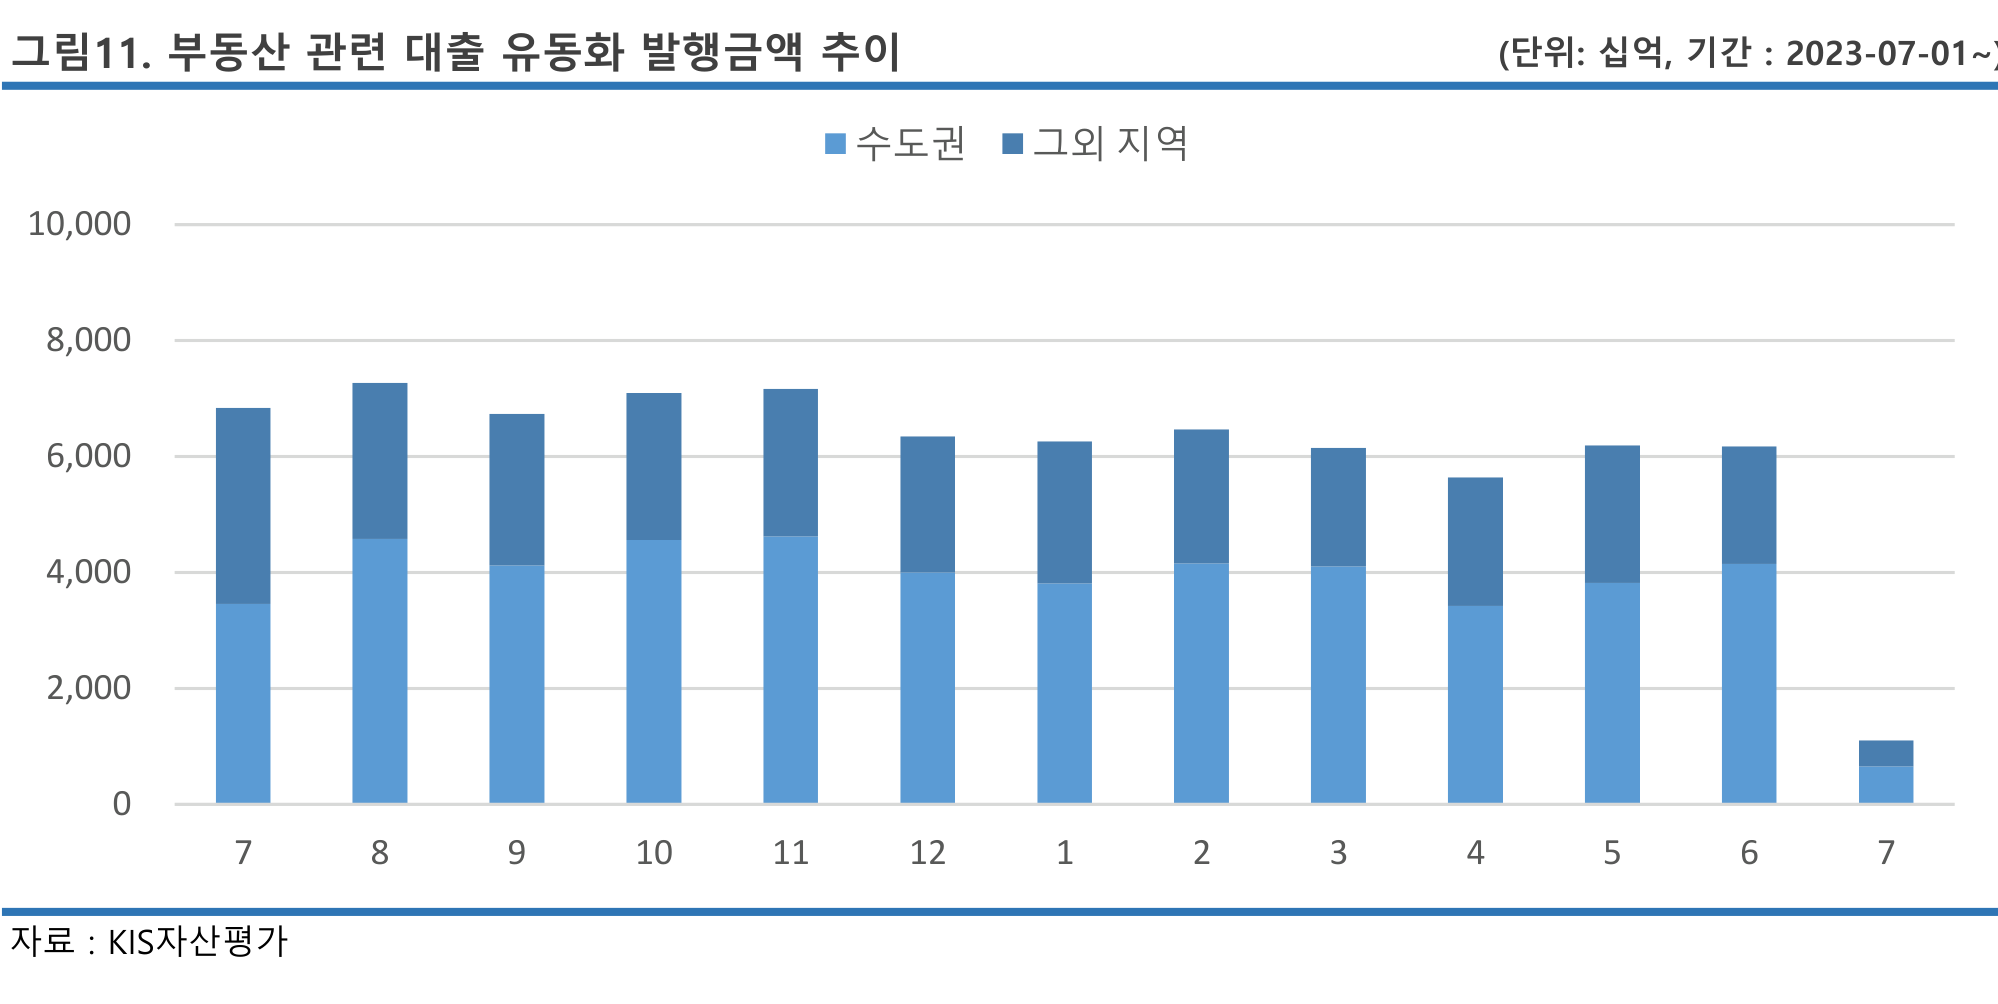 그림11. 부동산 관련 대출 유동화 발행금액 추이 (단위: 십억, 기간 : 2023-07-01~)
수도권 그외 지역
10,000
8,000
6,000
4,000
2,000
0
7 8 9 10 11 12 1 2 3 4 5 6 7
자료 : KIS자산평가